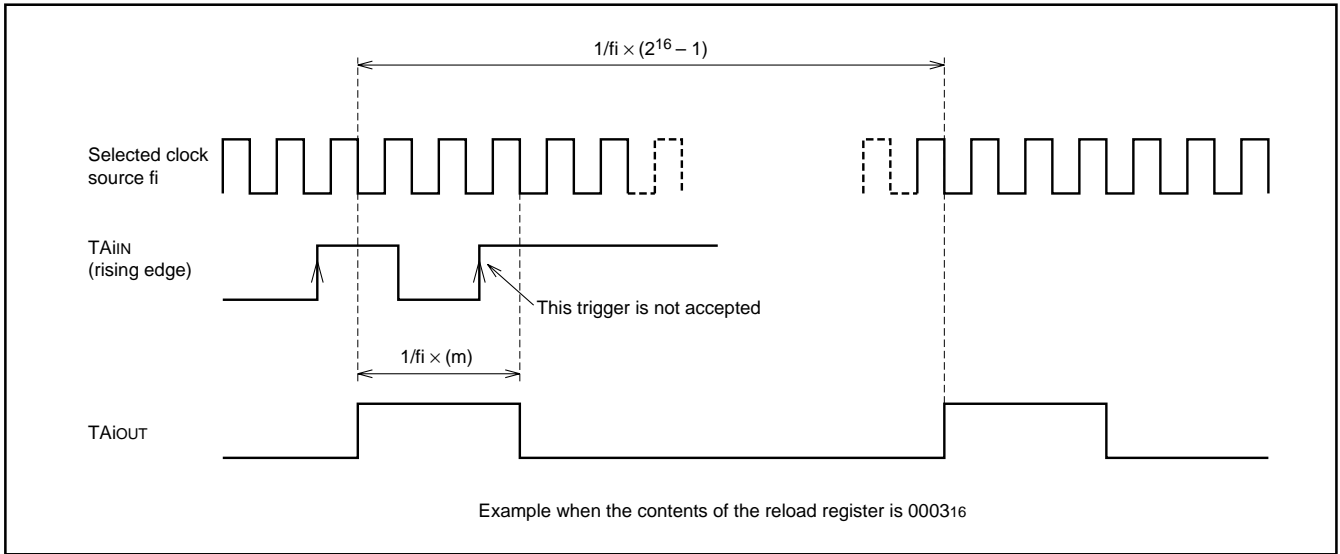 1/fi × (2¹⁶ – 1)
Selected clock
source fi
TAiIN
(rising edge)
This trigger is not accepted
1/fi × (m)
TAiOUT
Example when the contents of the reload register is 0003₁₆